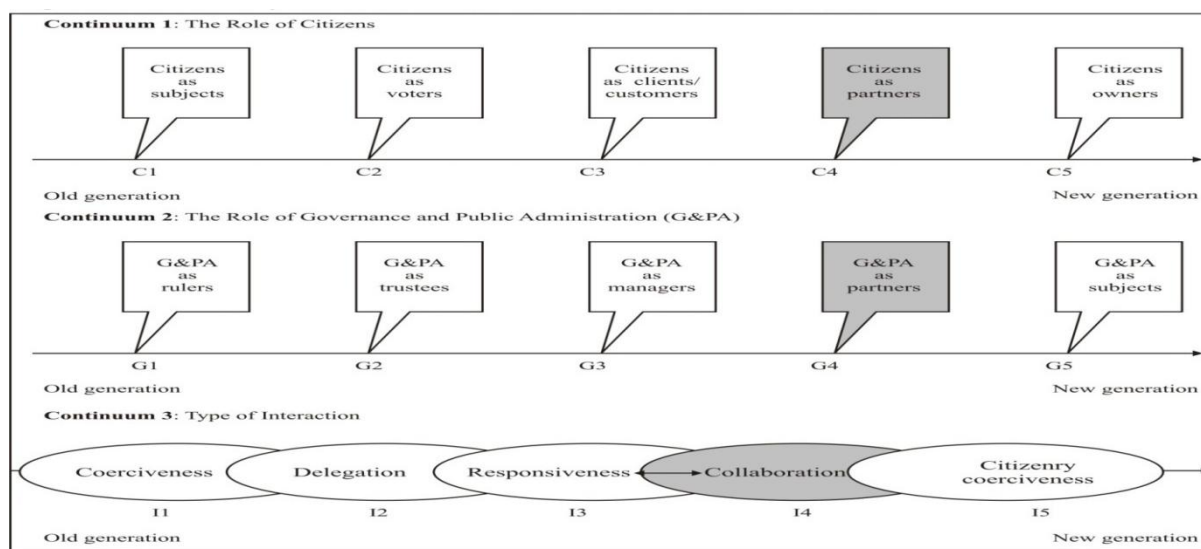 Continuum 1: The Role of Citizens
Citizens
as
subjects
Citizens
as
voters
Citizens
as clients/
customers
Citizens
as
partners
Citizens
as
owners
C1
C2
C3
C4
C5
Old generation
New generation
Continuum 2: The Role of Governance and Public Administration (G&PA)
G&PA
as
rulers
G&PA
as
trustees
G&PA
as
managers
G&PA
as
partners
G&PA
as
subjects
G1
G2
G3
G4
G5
Old generation
New generation
Continuum 3: Type of Interaction
Coerciveness
Delegation
Responsiveness
Collaboration
Citizenry
coerciveness
I1
I2
I3
I4
I5
Old generation
New generation